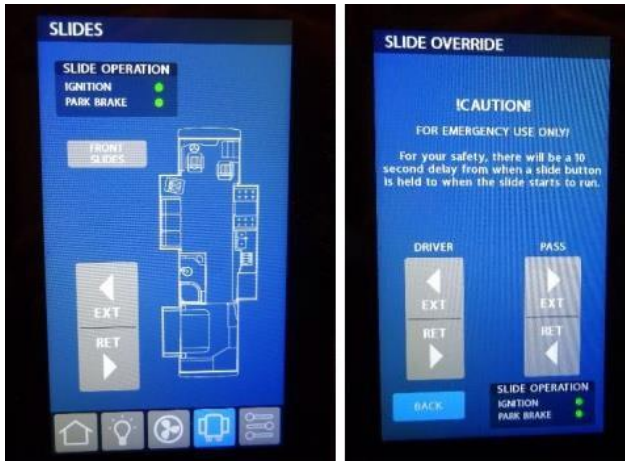 SLIDES
SLIDE OPERATION
IGNITION
PARK BRAKE
FRONT
SLIDES
EXT
RET
SLIDE OVERRIDE
!CAUTION!
FOR EMERGENCY USE ONLY!
For your safety, there will be a 10
second delay from when a slide button
is held to when the slide starts to run.
DRIVER
PASS
EXT
EXT
RET
RET
BACK
SLIDE OPERATION
IGNITION
PARK BRAKE